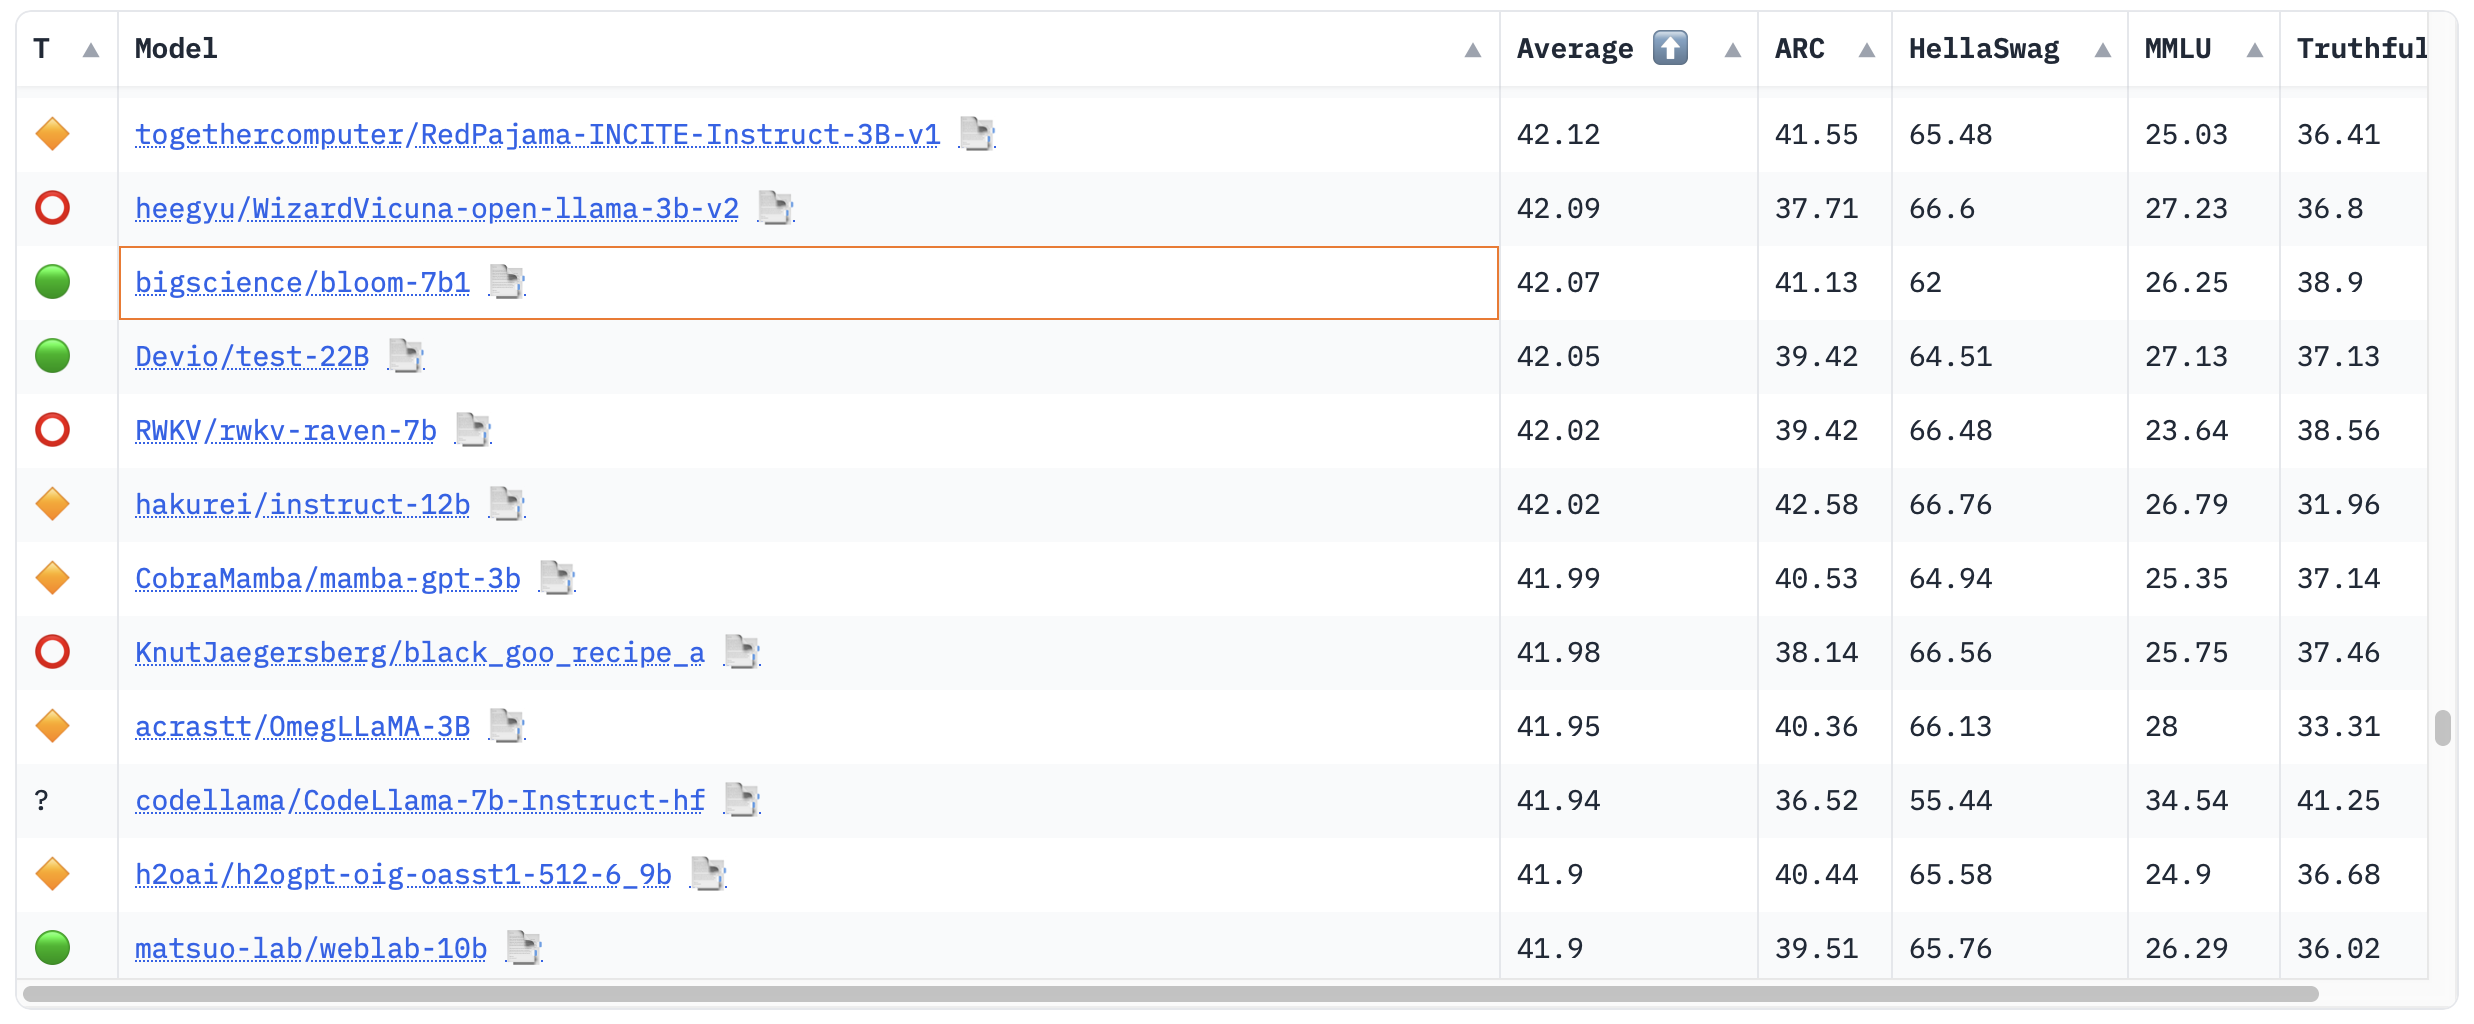 T Model Average ARC HellaSwag MMLU Truthful
togethercomputer/RedPajama-INCITE-Instruct-3B-v1 42.12 41.55 65.48 25.03 36.41
heegyu/WizardVicuna-open-llama-3b-v2 42.09 37.71 66.6 27.23 36.8
bigscience/bloom-7b1 42.07 41.13 62 26.25 38.9
Devio/test-22B 42.05 39.42 64.51 27.13 37.13
RWKV/rwkv-raven-7b 42.02 39.42 66.48 23.64 38.56
hakurei/instruct-12b 42.02 42.58 66.76 26.79 31.96
CobraMamba/mamba-gpt-3b 41.99 40.53 64.94 25.35 37.14
KnutJaegersberg/black_goo_recipe_a 41.98 38.14 66.56 25.75 37.46
acrastt/OmegLLaMA-3B 41.95 40.36 66.13 28 33.31
? codellama/CodeLlama-7b-Instruct-hf 41.94 36.52 55.44 34.54 41.25
h2oai/h2ogpt-oig-oasst1-512-6_9b 41.9 40.44 65.58 24.9 36.68
matsuo-lab/weblab-10b 41.9 39.51 65.76 26.29 36.02